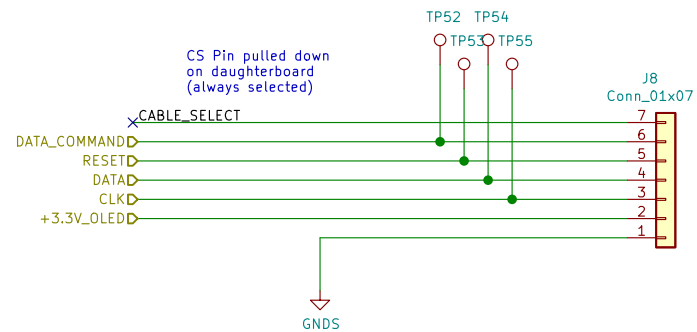 TP52
TP54
TP53
TP55
CS Pin pulled down
on daughterboard
(always selected)
J8
Conn_01x07
CABLE_SELECT
7
DATA_COMMAND
6
RESET
5
DATA
4
CLK
3
+3.3V_OLED
2
1
GNDS